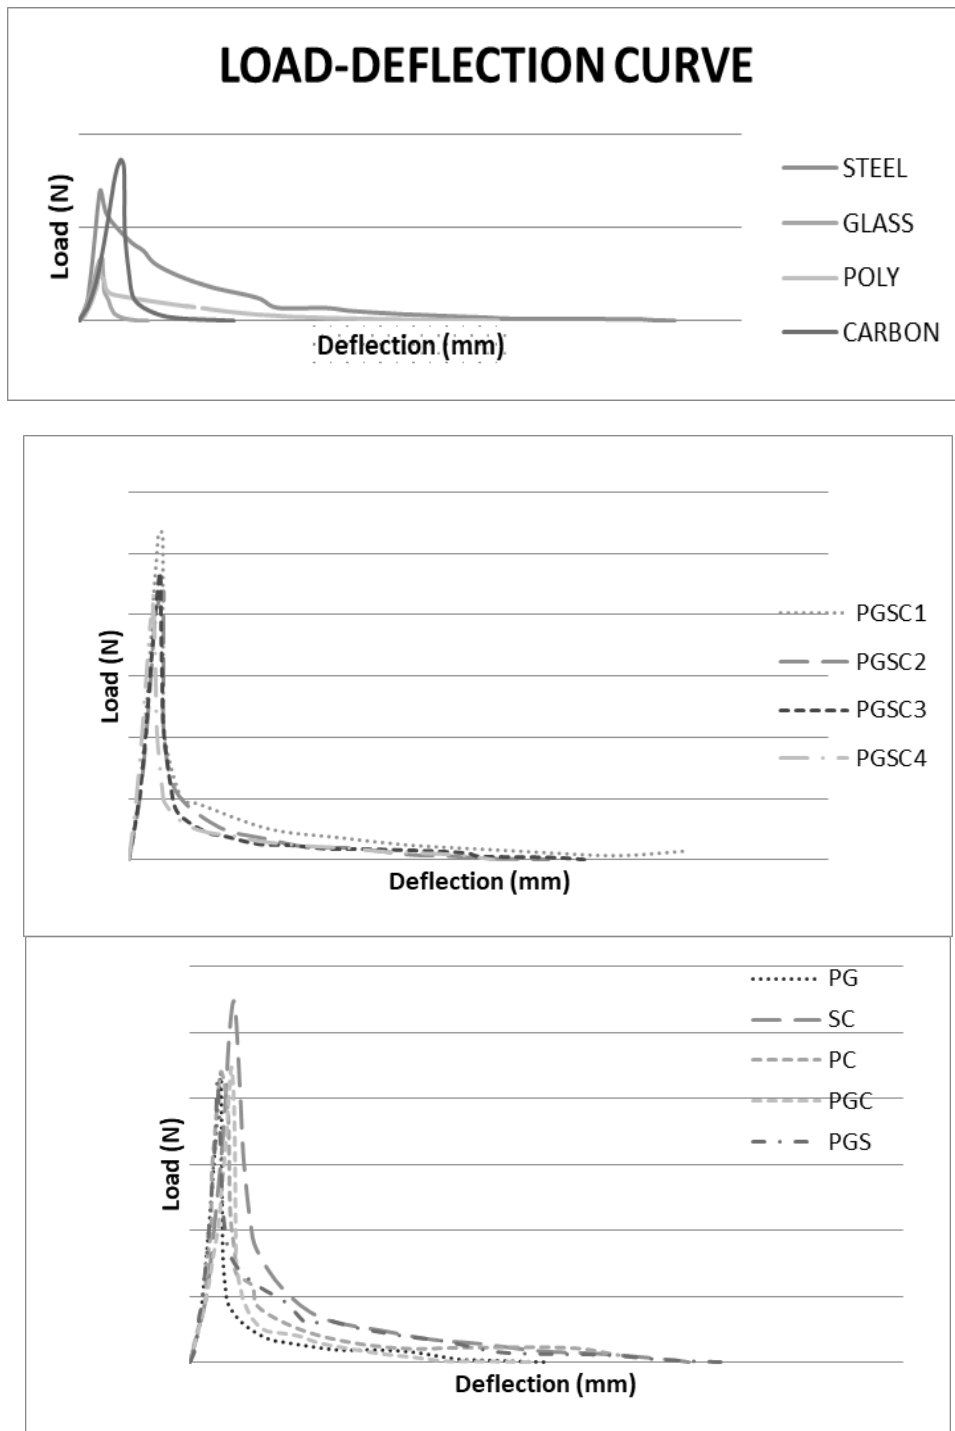 LOAD-DEFLECTION CURVE
Load (N)
STEEL
GLASS
POLY
CARBON
Deflection (mm)
Load (N)
PGSC1
PGSC2
PGSC3
PGSC4
Deflection (mm)
Load (N)
PG
SC
PC
PGC
PGS
Deflection (mm)